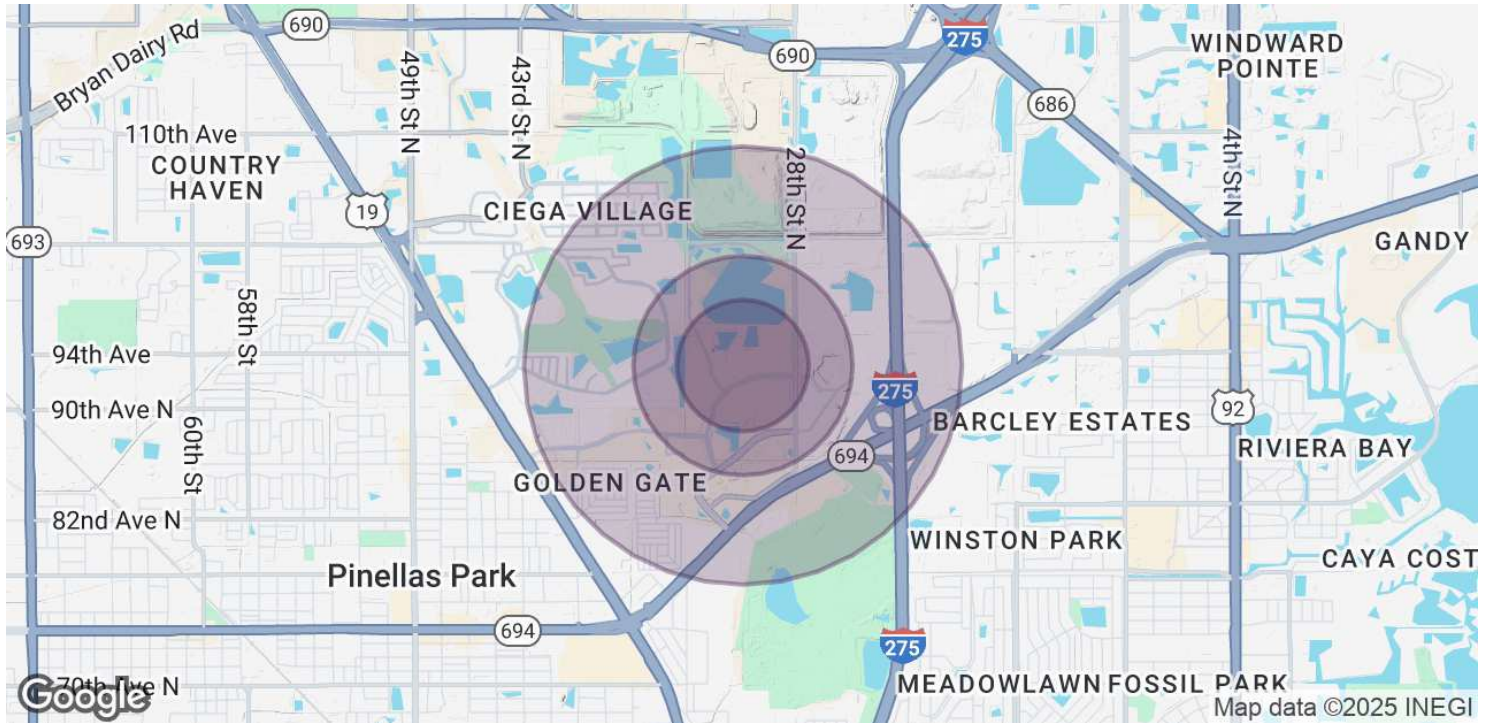 690
275
WINDWARD
POINTE
Bryan Dairy Rd
49th St N
43rd St N
690
686
110th Ave
COUNTRY
HAVEN
28th St N
4th St N
19
CIEGA VILLAGE
693
GANDY
58th St
94th Ave
275
90th Ave N
60th St
BARCLEY ESTATES
92
RIVIERA BAY
694
GOLDEN GATE
82nd Ave N
WINSTON PARK
CAYA COST
Pinellas Park
694
275
70th Ave N
MEADOWLAWN
FOSSIL PARK
Google
Map data ©2025 INEGI